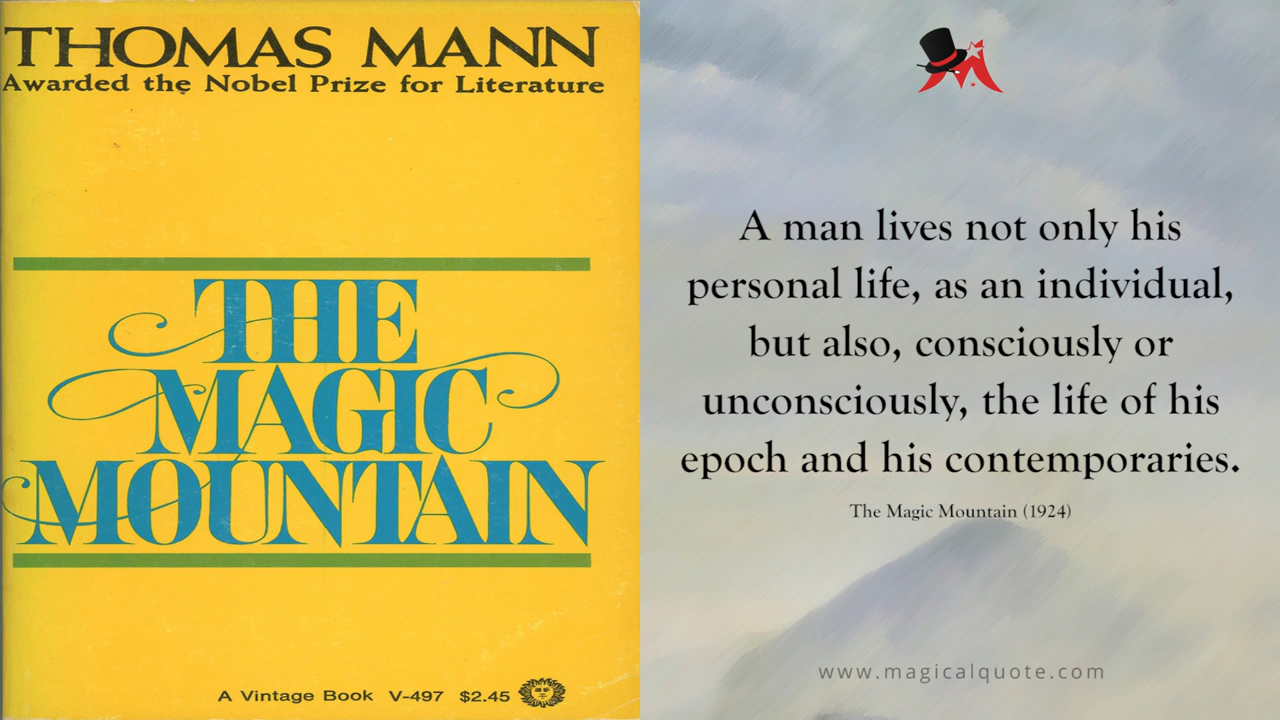 THOMAS MANN
Awarded the Nobel Prize for Literature
THE
MAGIC
MOUNTAIN
A Vintage Book V-497 $2.45
A man lives not only his
personal life, as an individual,
but also, consciously or
unconsciously, the life of his
epoch and his contemporaries.
The Magic Mountain (1924)
www.magicalquote.com